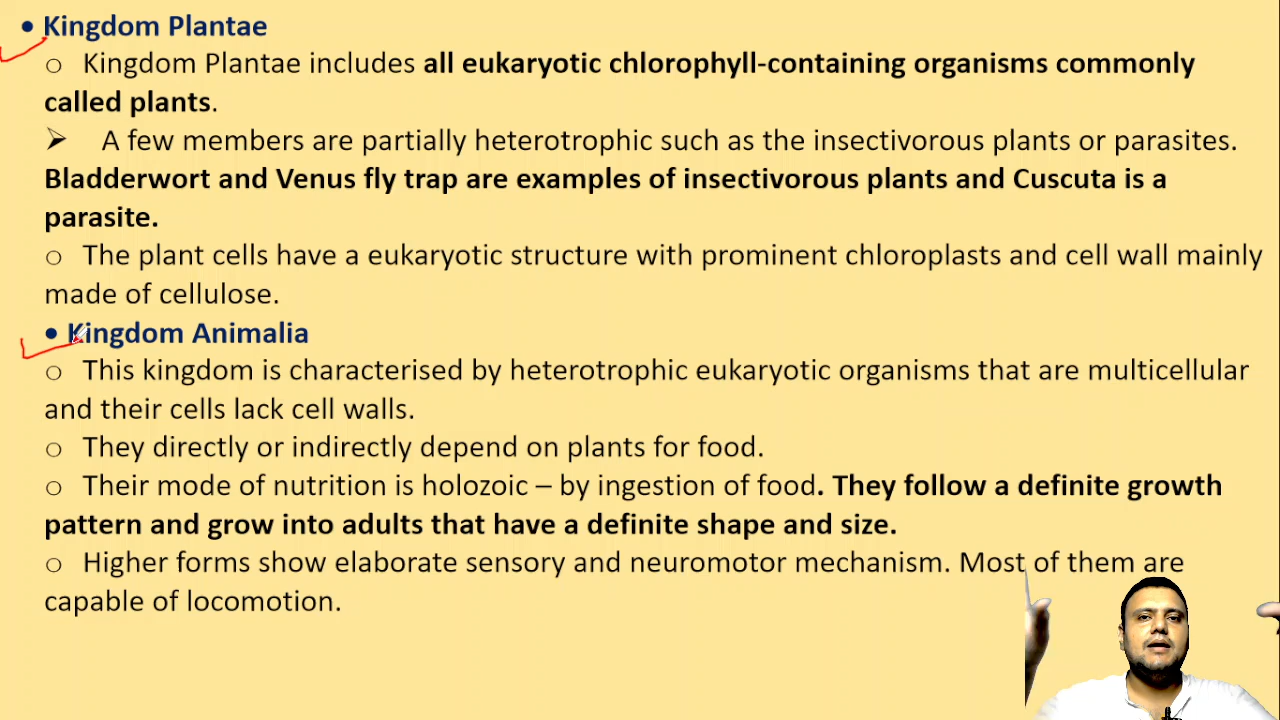 • Kingdom Plantae
o Kingdom Plantae includes all eukaryotic chlorophyll-containing organisms commonly
called plants.
➢ A few members are partially heterotrophic such as the insectivorous plants or parasites.
Bladderwort and Venus fly trap are examples of insectivorous plants and Cuscuta is a
parasite.
o The plant cells have a eukaryotic structure with prominent chloroplasts and cell wall mainly
made of cellulose.
• Kingdom Animalia
o This kingdom is characterised by heterotrophic eukaryotic organisms that are multicellular
and their cells lack cell walls.
o They directly or indirectly depend on plants for food.
o Their mode of nutrition is holozoic – by ingestion of food. They follow a definite growth
pattern and grow into adults that have a definite shape and size.
o Higher forms show elaborate sensory and neuromotor mechanism. Most of them are
capable of locomotion.